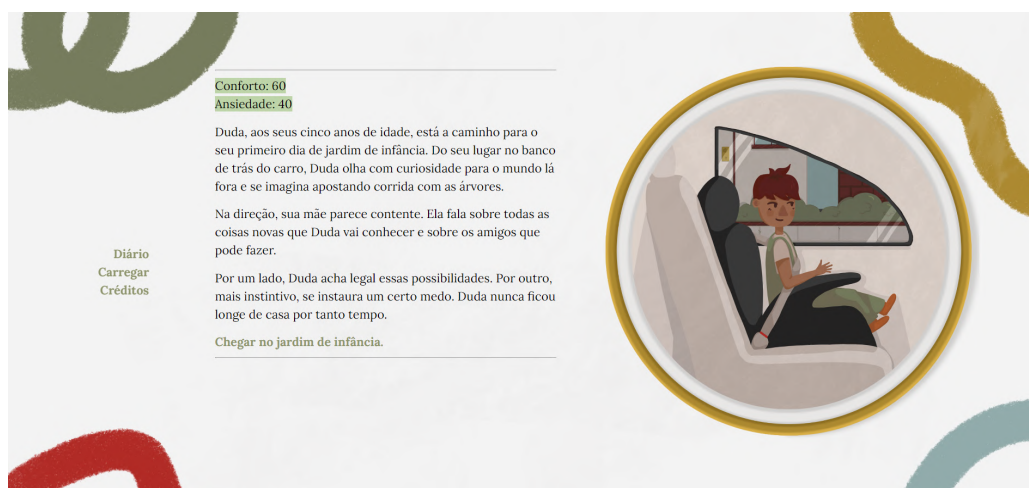 Conforto: 60
Ansiedade: 40
Duda, aos seus cinco anos de idade, está a caminho para o
seu primeiro dia de jardim de infância. Do seu lugar no banco
de trás do carro, Duda olha com curiosidade para o mundo lá
fora e se imagina apostando corrida com as árvores.
Na direção, sua mãe parece contente. Ela fala sobre todas as
coisas novas que Duda vai conhecer e sobre os amigos que
pode fazer.
Por um lado, Duda acha legal essas possibilidades. Por outro,
mais instintivo, se instaura um certo medo. Duda nunca ficou
longe de casa por tanto tempo.
Chegar no jardim de infância.
Diário
Carregar
Créditos